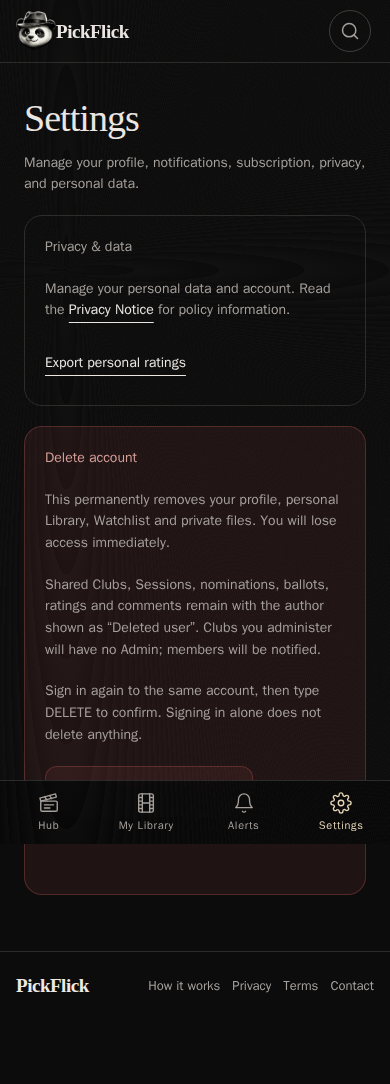 PickFlick
Settings
Manage your profile, notifications, subscription, privacy,
and personal data.
Privacy & data
Manage your personal data and account. Read
the Privacy Notice for policy information.
Export personal ratings
Delete account
This permanently removes your profile, personal
Library, Watchlist and private files. You will lose
access immediately.
Shared Clubs, Sessions, nominations, ballots,
ratings and comments remain with the author
shown as “Deleted user”. Clubs you administer
will have no Admin; members will be notified.
Sign in again to the same account, then type
DELETE to confirm. Signing in alone does not
delete anything.
Hub My Library Alerts Settings
PickFlick How it works Privacy Terms Contact